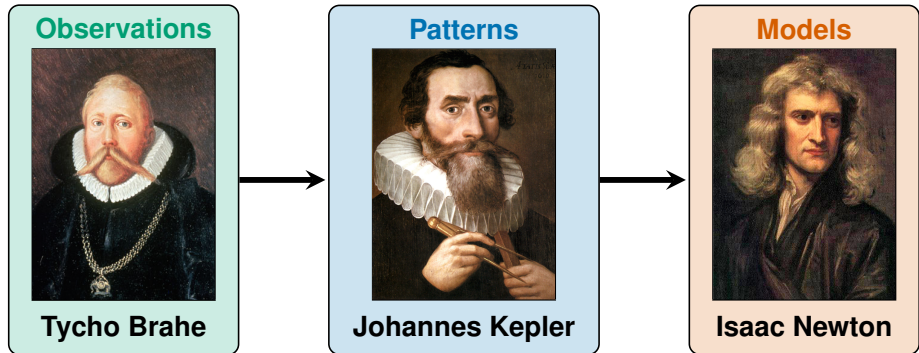 Observations
Tycho Brahe
Patterns
Johannes Kepler
Models
Isaac Newton